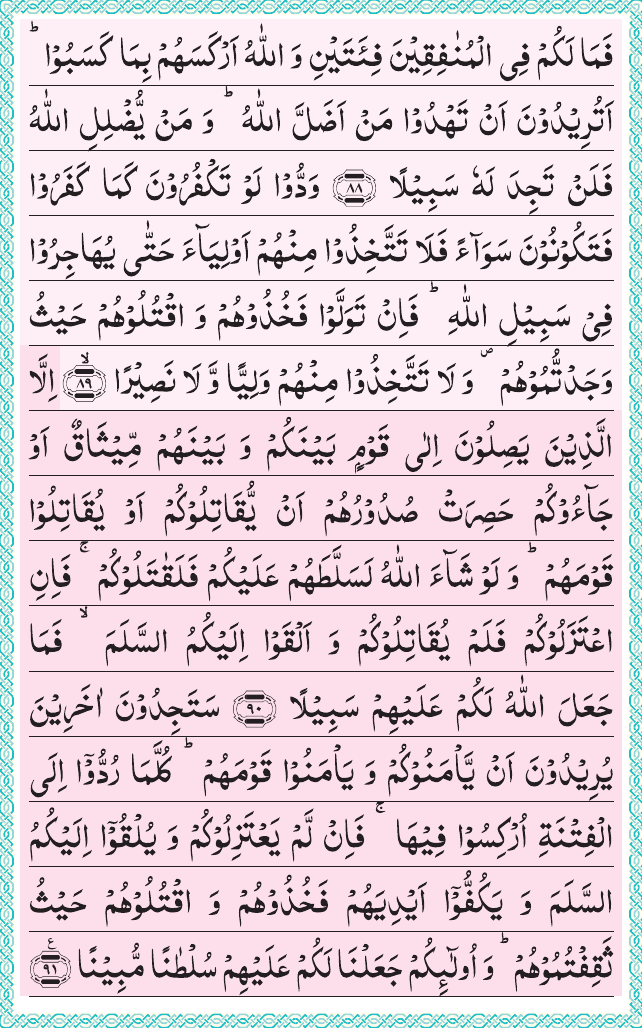 فَمَا لَكُمْ فِی الْمُنٰفِقِیْنَ فِئَتَیْنِ وَ اللّٰهُ اَرْكَسَهُمْ بِمَا كَسَبُوْا ؕ
اَتُرِیْدُوْنَ اَنْ تَهْدُوْا مَنْ اَضَلَّ اللّٰهُ ؕ وَ مَنْ یُّضْلِلِ اللّٰهُ
فَلَنْ تَجِدَ لَهٗ سَبِیْلًا ۝۸۸ وَدُّوْا لَوْ تَكْفُرُوْنَ كَمَا كَفَرُوْا
فَتَكُوْنُوْنَ سَوَآءً فَلَا تَتَّخِذُوْا مِنْهُمْ اَوْلِیَآءَ حَتّٰی یُهَاجِرُوْا
فِیْ سَبِیْلِ اللّٰهِ ؕ فَاِنْ تَوَلَّوْا فَخُذُوْهُمْ وَ اقْتُلُوْهُمْ حَیْثُ
وَجَدْتُّمُوْهُمْ ۪ وَ لَا تَتَّخِذُوْا مِنْهُمْ وَلِیًّا وَّ لَا نَصِیْرًا ۝۸۹ۙ اِلَّا
الَّذِیْنَ یَصِلُوْنَ اِلٰی قَوْمٍۭ بَیْنَكُمْ وَ بَیْنَهُمْ مِّیْثَاقٌ اَوْ
جَآءُوْكُمْ حَصِرَتْ صُدُوْرُهُمْ اَنْ یُّقَاتِلُوْكُمْ اَوْ یُقَاتِلُوْا
قَوْمَهُمْ ؕ وَ لَوْ شَآءَ اللّٰهُ لَسَلَّطَهُمْ عَلَیْكُمْ فَلَقٰتَلُوْكُمْ ۚ فَاِنِ
اعْتَزَلُوْكُمْ فَلَمْ یُقَاتِلُوْكُمْ وَ اَلْقَوْا اِلَیْكُمُ السَّلَمَ ۙ فَمَا
جَعَلَ اللّٰهُ لَكُمْ عَلَیْهِمْ سَبِیْلًا ۝۹۰ سَتَجِدُوْنَ اٰخَرِیْنَ
یُرِیْدُوْنَ اَنْ یَّاْمَنُوْكُمْ وَ یَاْمَنُوْا قَوْمَهُمْ ؕ كُلَّمَا رُدُّوْۤا اِلَی
الْفِتْنَةِ اُرْكِسُوْا فِیْهَا ۚ فَاِنْ لَّمْ یَعْتَزِلُوْكُمْ وَ یُلْقُوْۤا اِلَیْكُمُ
السَّلَمَ وَ یَكُفُّوْۤا اَیْدِیَهُمْ فَخُذُوْهُمْ وَ اقْتُلُوْهُمْ حَیْثُ
ثَقِفْتُمُوْهُمْ ؕ وَ اُولٰٓىِٕكُمْ جَعَلْنَا لَكُمْ عَلَیْهِمْ سُلْطٰنًا مُّبِیْنًا ۝۹۱ ع